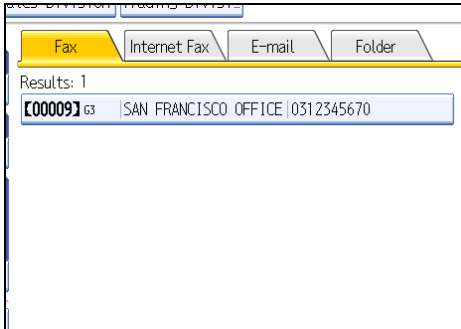 Fax Internet Fax E-mail Folder
Results: 1
【00009】 G3 SAN FRANCISCO OFFICE 0312345670